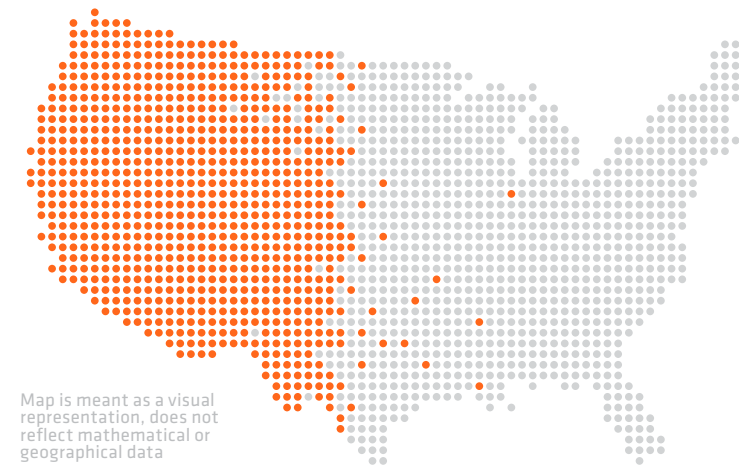 Map is meant as a visual
representation, does not
reflect mathematical or
geographical data